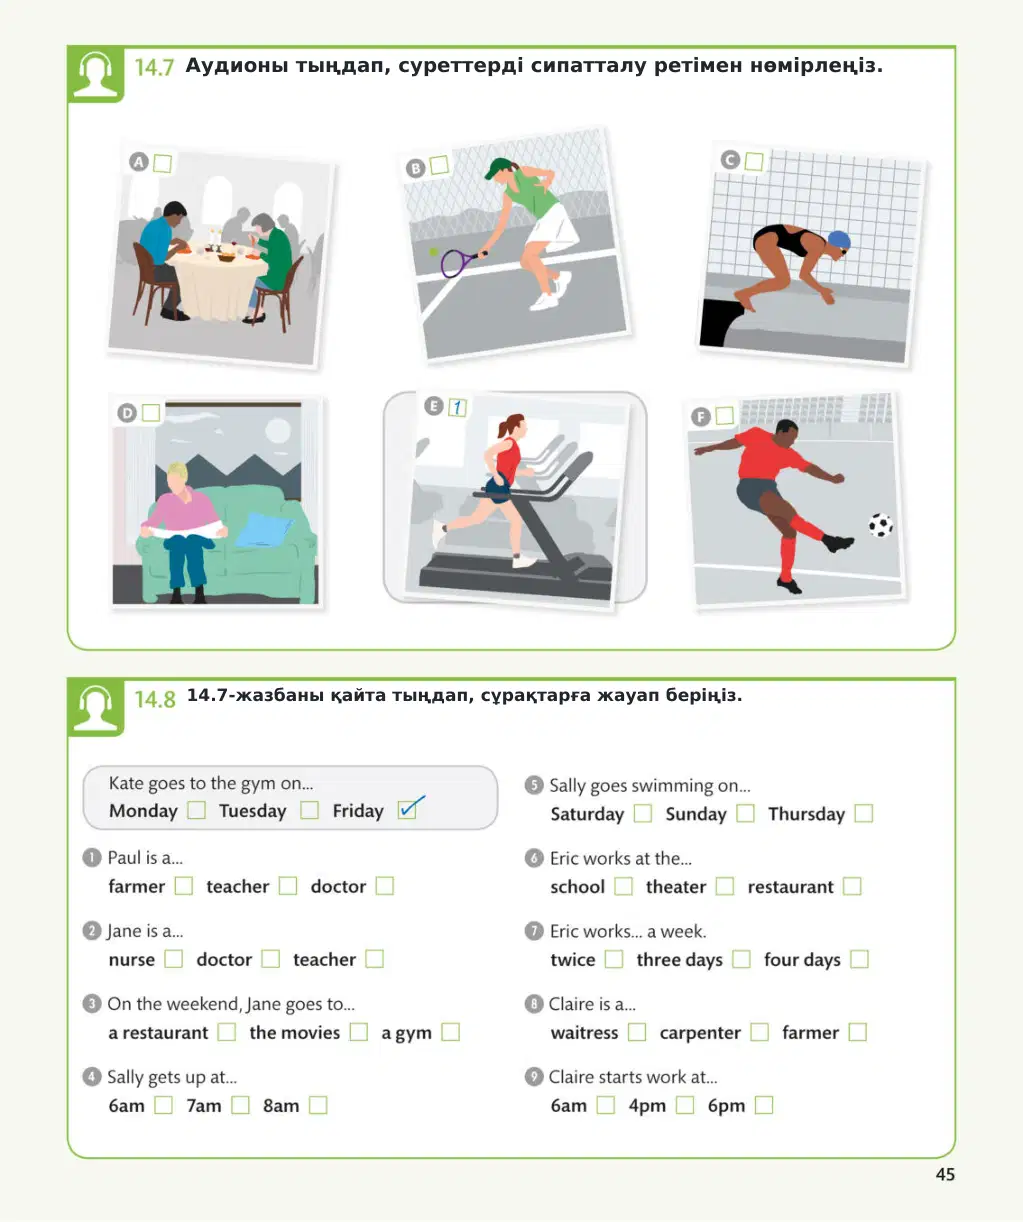 14.7 Аудионы тыңдап, суреттерді сипатталу ретімен нөмірлеңіз.
A
B
C
D
E 1
F
14.8 14.7-жазбаны қайта тыңдап, сұрақтарға жауап беріңіз.
Kate goes to the gym on...
Monday Tuesday Friday
1 Paul is a...
farmer teacher doctor
2 Jane is a...
nurse doctor teacher
3 On the weekend, Jane goes to...
a restaurant the movies a gym
4 Sally gets up at...
6am 7am 8am
5 Sally goes swimming on...
Saturday Sunday Thursday
6 Eric works at the...
school theater restaurant
7 Eric works... a week.
twice three days four days
8 Claire is a...
waitress carpenter farmer
9 Claire starts work at...
6am 4pm 6pm
45